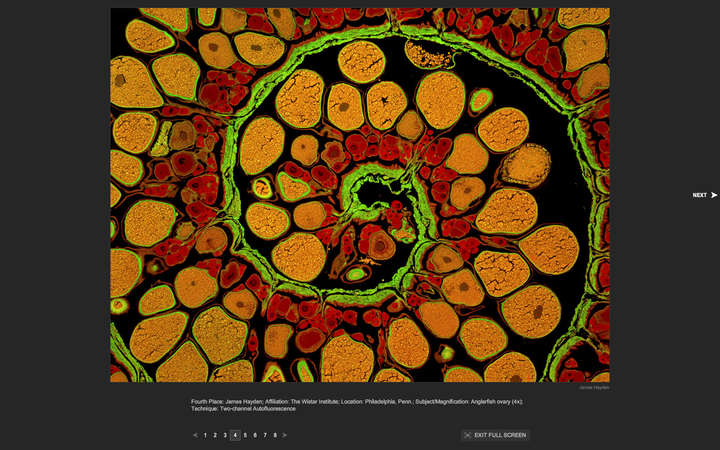 NEXT
James Hayden
Fourth Place: James Hayden; Affiliation: The Wistar Institute; Location: Philadelphia, Penn.; Subject/Magnification: Anglerfish ovary (4x);
Technique: Two-channel Autofluorescence
1 2 3 4 5 6 7 8
EXIT FULL SCREEN